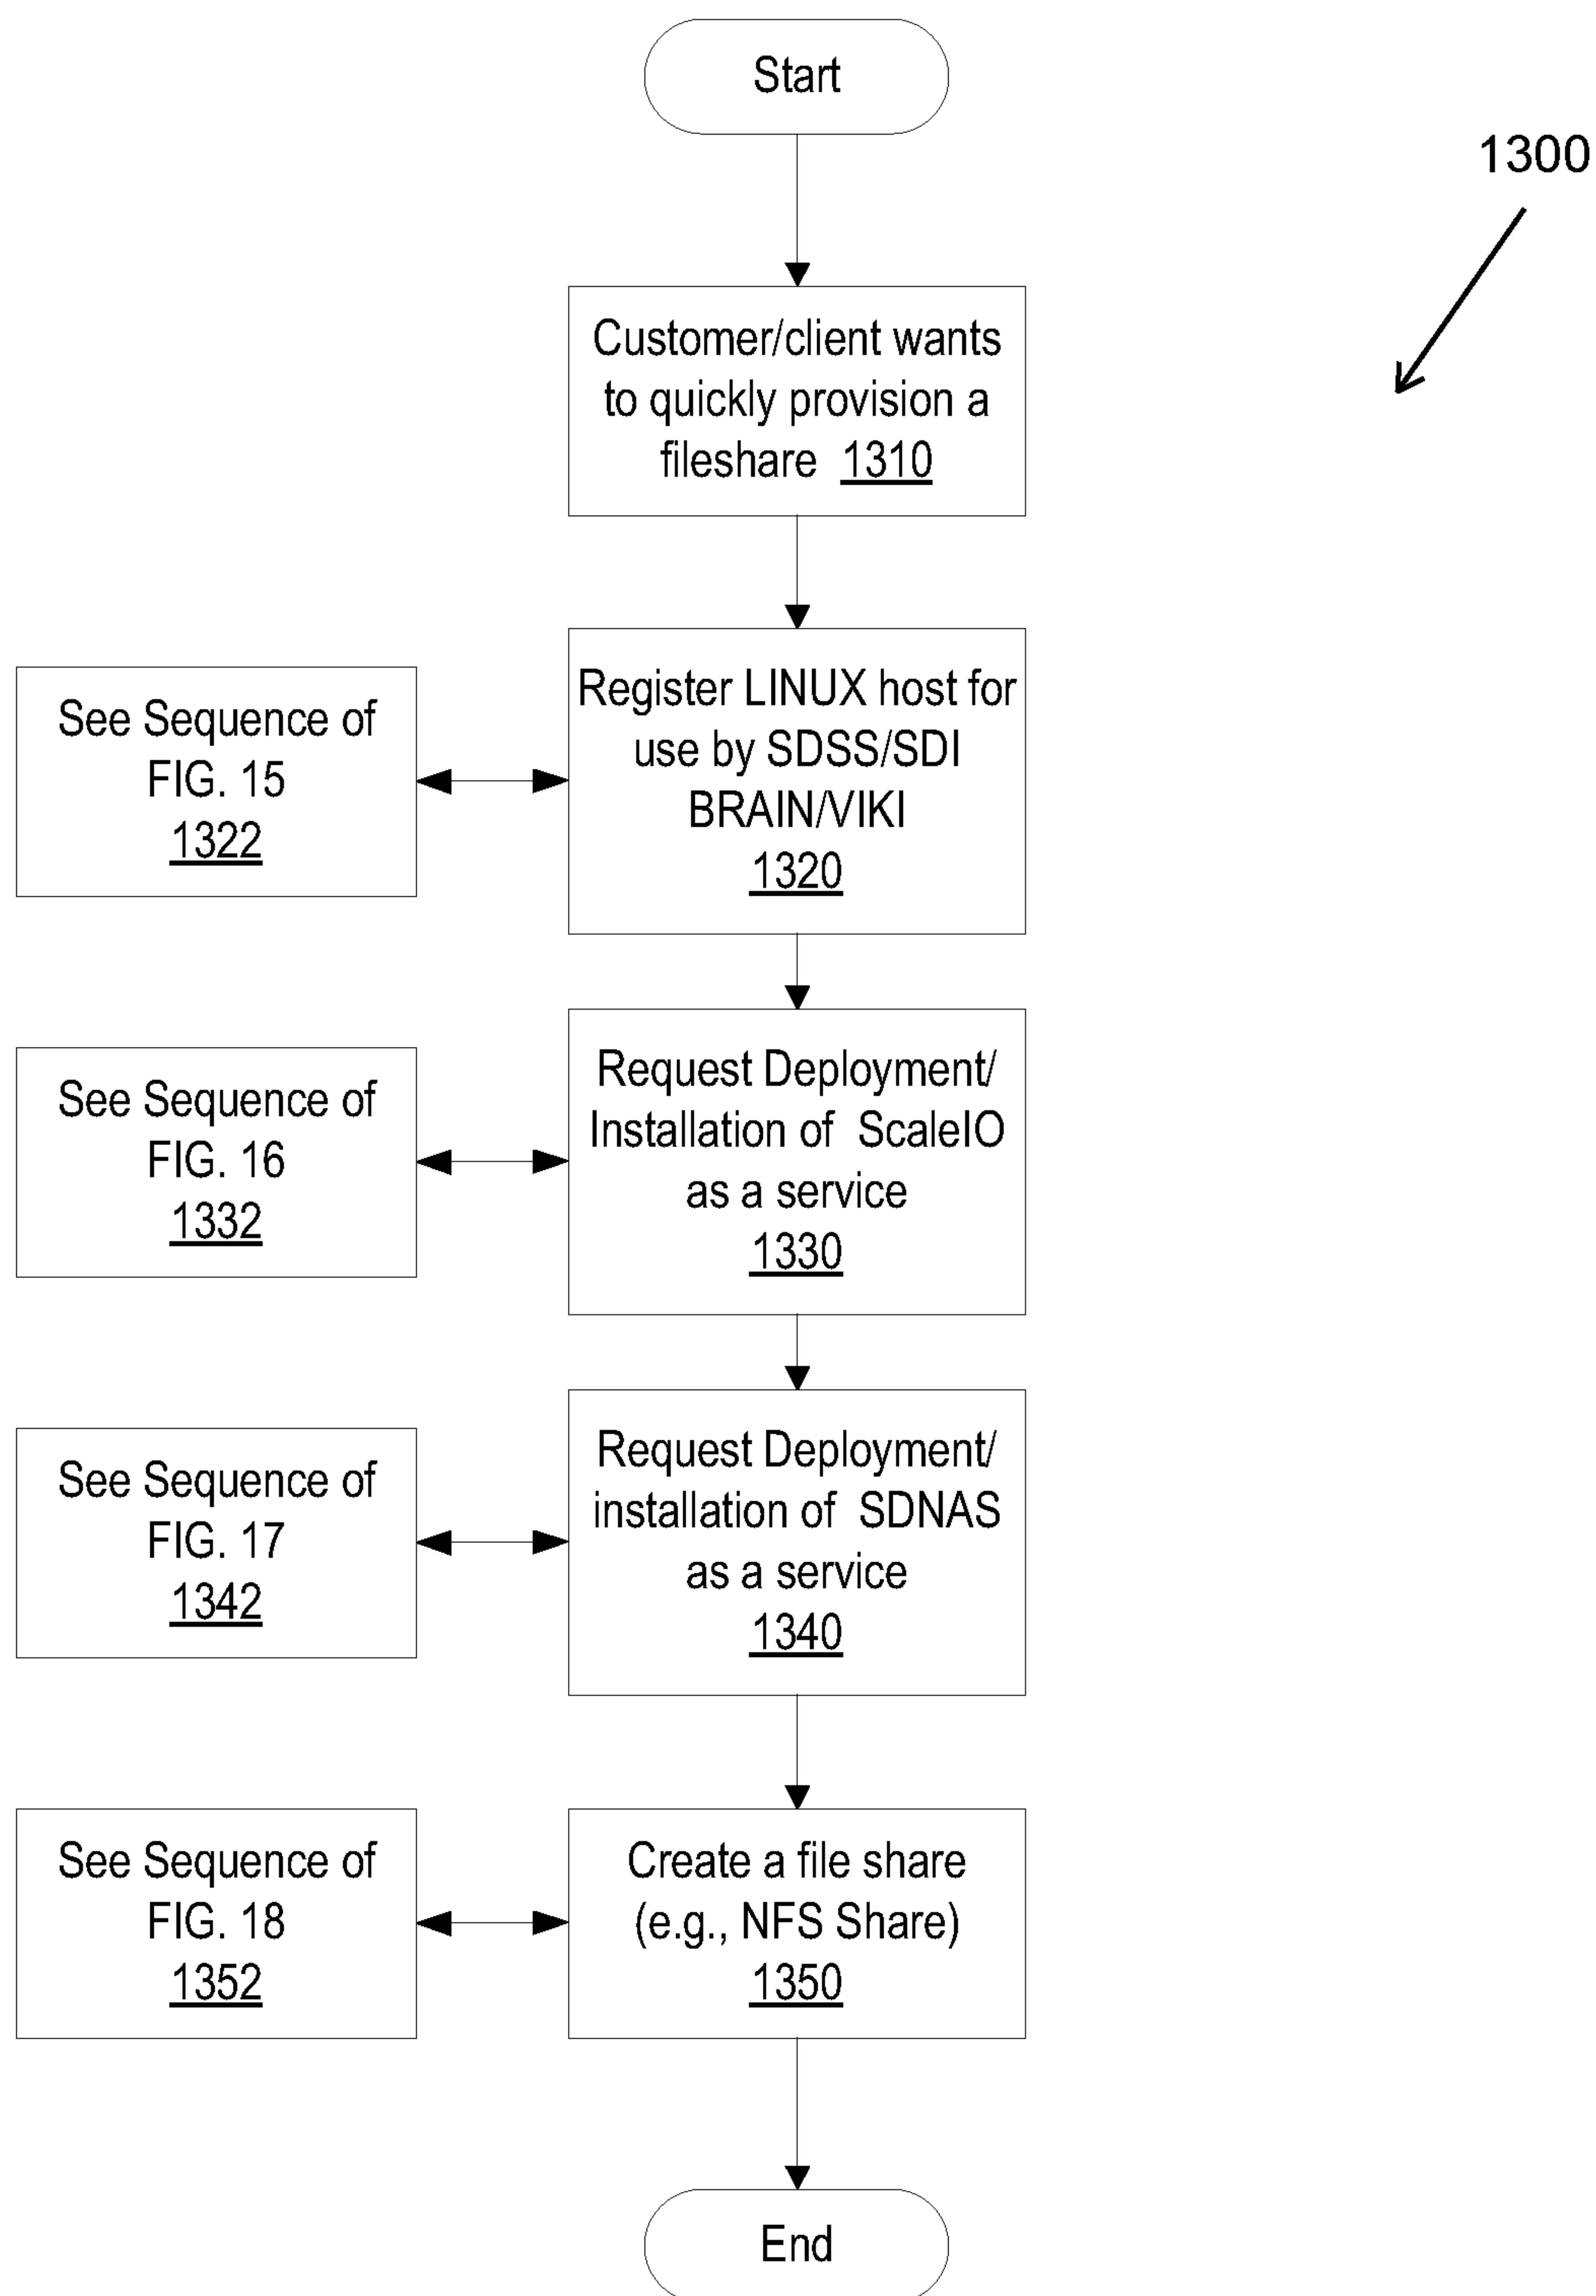 Start
1300
Customer/client wants
to quickly provision a
fileshare 1310
See Sequence of
FIG. 15
1322
Register LINUX host for
use by SDSS/SDI
BRAIN/VIKI
1320
See Sequence of
FIG. 16
1332
Request Deployment/
Installation of ScaleIO
as a service
1330
See Sequence of
FIG. 17
1342
Request Deployment/
installation of SDNAS
as a service
1340
See Sequence of
FIG. 18
1352
Create a file share
(e.g., NFS Share)
1350
End